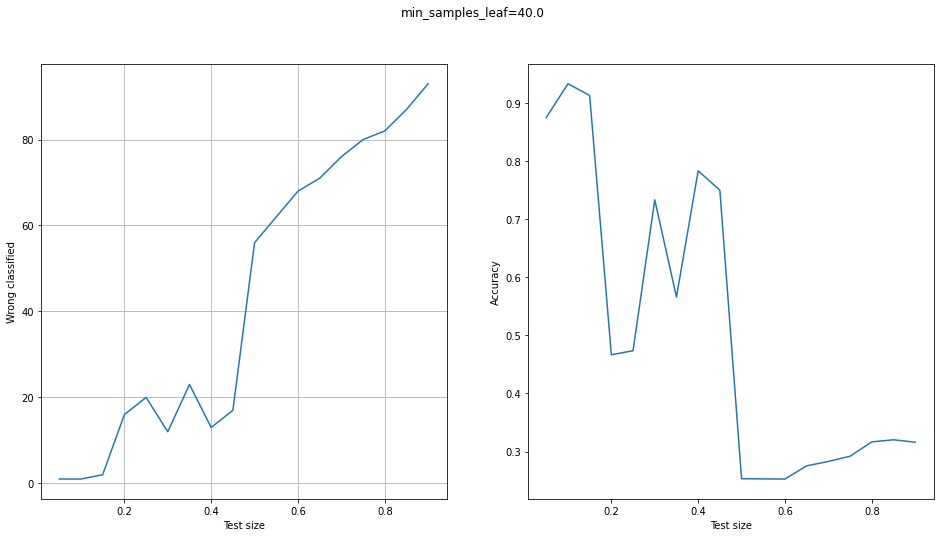 min_samples_leaf=40.0
Wrong classified
80
60
40
20
0
0.2 0.4 0.6 0.8
Test size
Accuracy
0.9
0.8
0.7
0.6
0.5
0.4
0.3
0.2 0.4 0.6 0.8
Test size